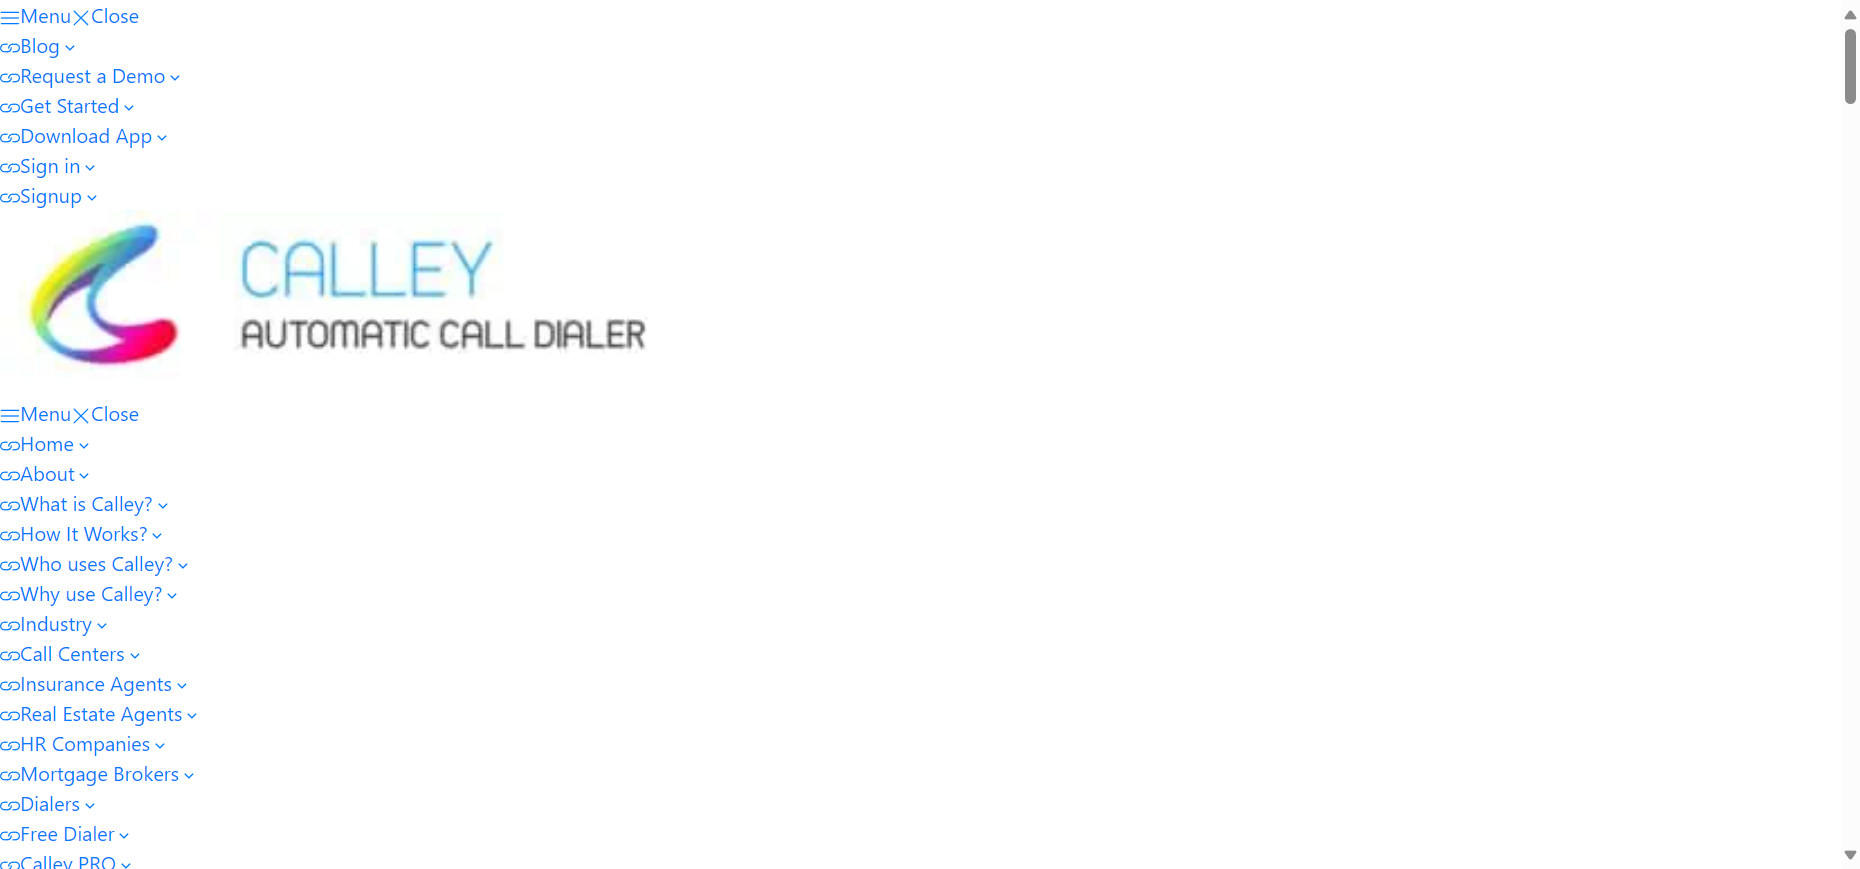 Menu Close
Blog
Request a Demo
Get Started
Download App
Sign in
Signup
CALLEY
AUTOMATIC CALL DIALER
Menu Close
Home
About
What is Calley?
How It Works?
Who uses Calley?
Why use Calley?
Industry
Call Centers
Insurance Agents
Real Estate Agents
HR Companies
Mortgage Brokers
Dialers
Free Dialer
Calley PRO